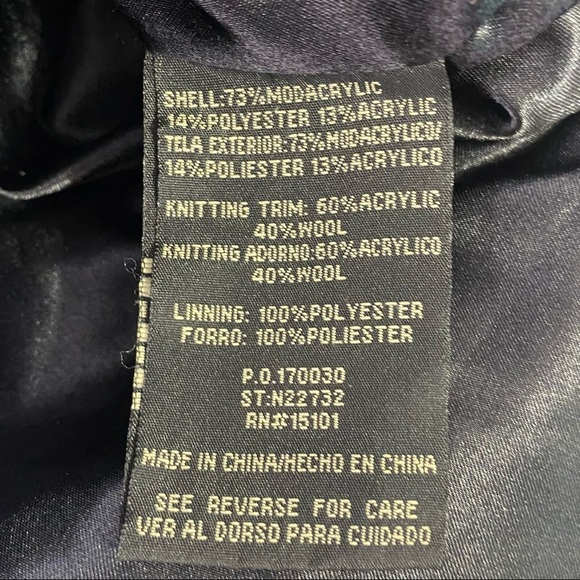 SHELL:73%MODACRYLIC
14%POLYESTER 13%ACRYLIC
TELA EXTERIOR:73%MODACRYLICO/
14%POLIESTER 13%ACRYLICO
KNITTING TRIM: 60%ACRYLIC
40%WOOL
KNITTING ADORNO:60%ACRYLICO
40%WOOL
LINNING: 100%POLYESTER
FORRO: 100%POLIESTER
P.O.170030
ST:N22732
RN#15101
MADE IN CHINA/HECHO EN CHINA
SEE REVERSE FOR CARE
VER AL DORSO PARA CUIDADO